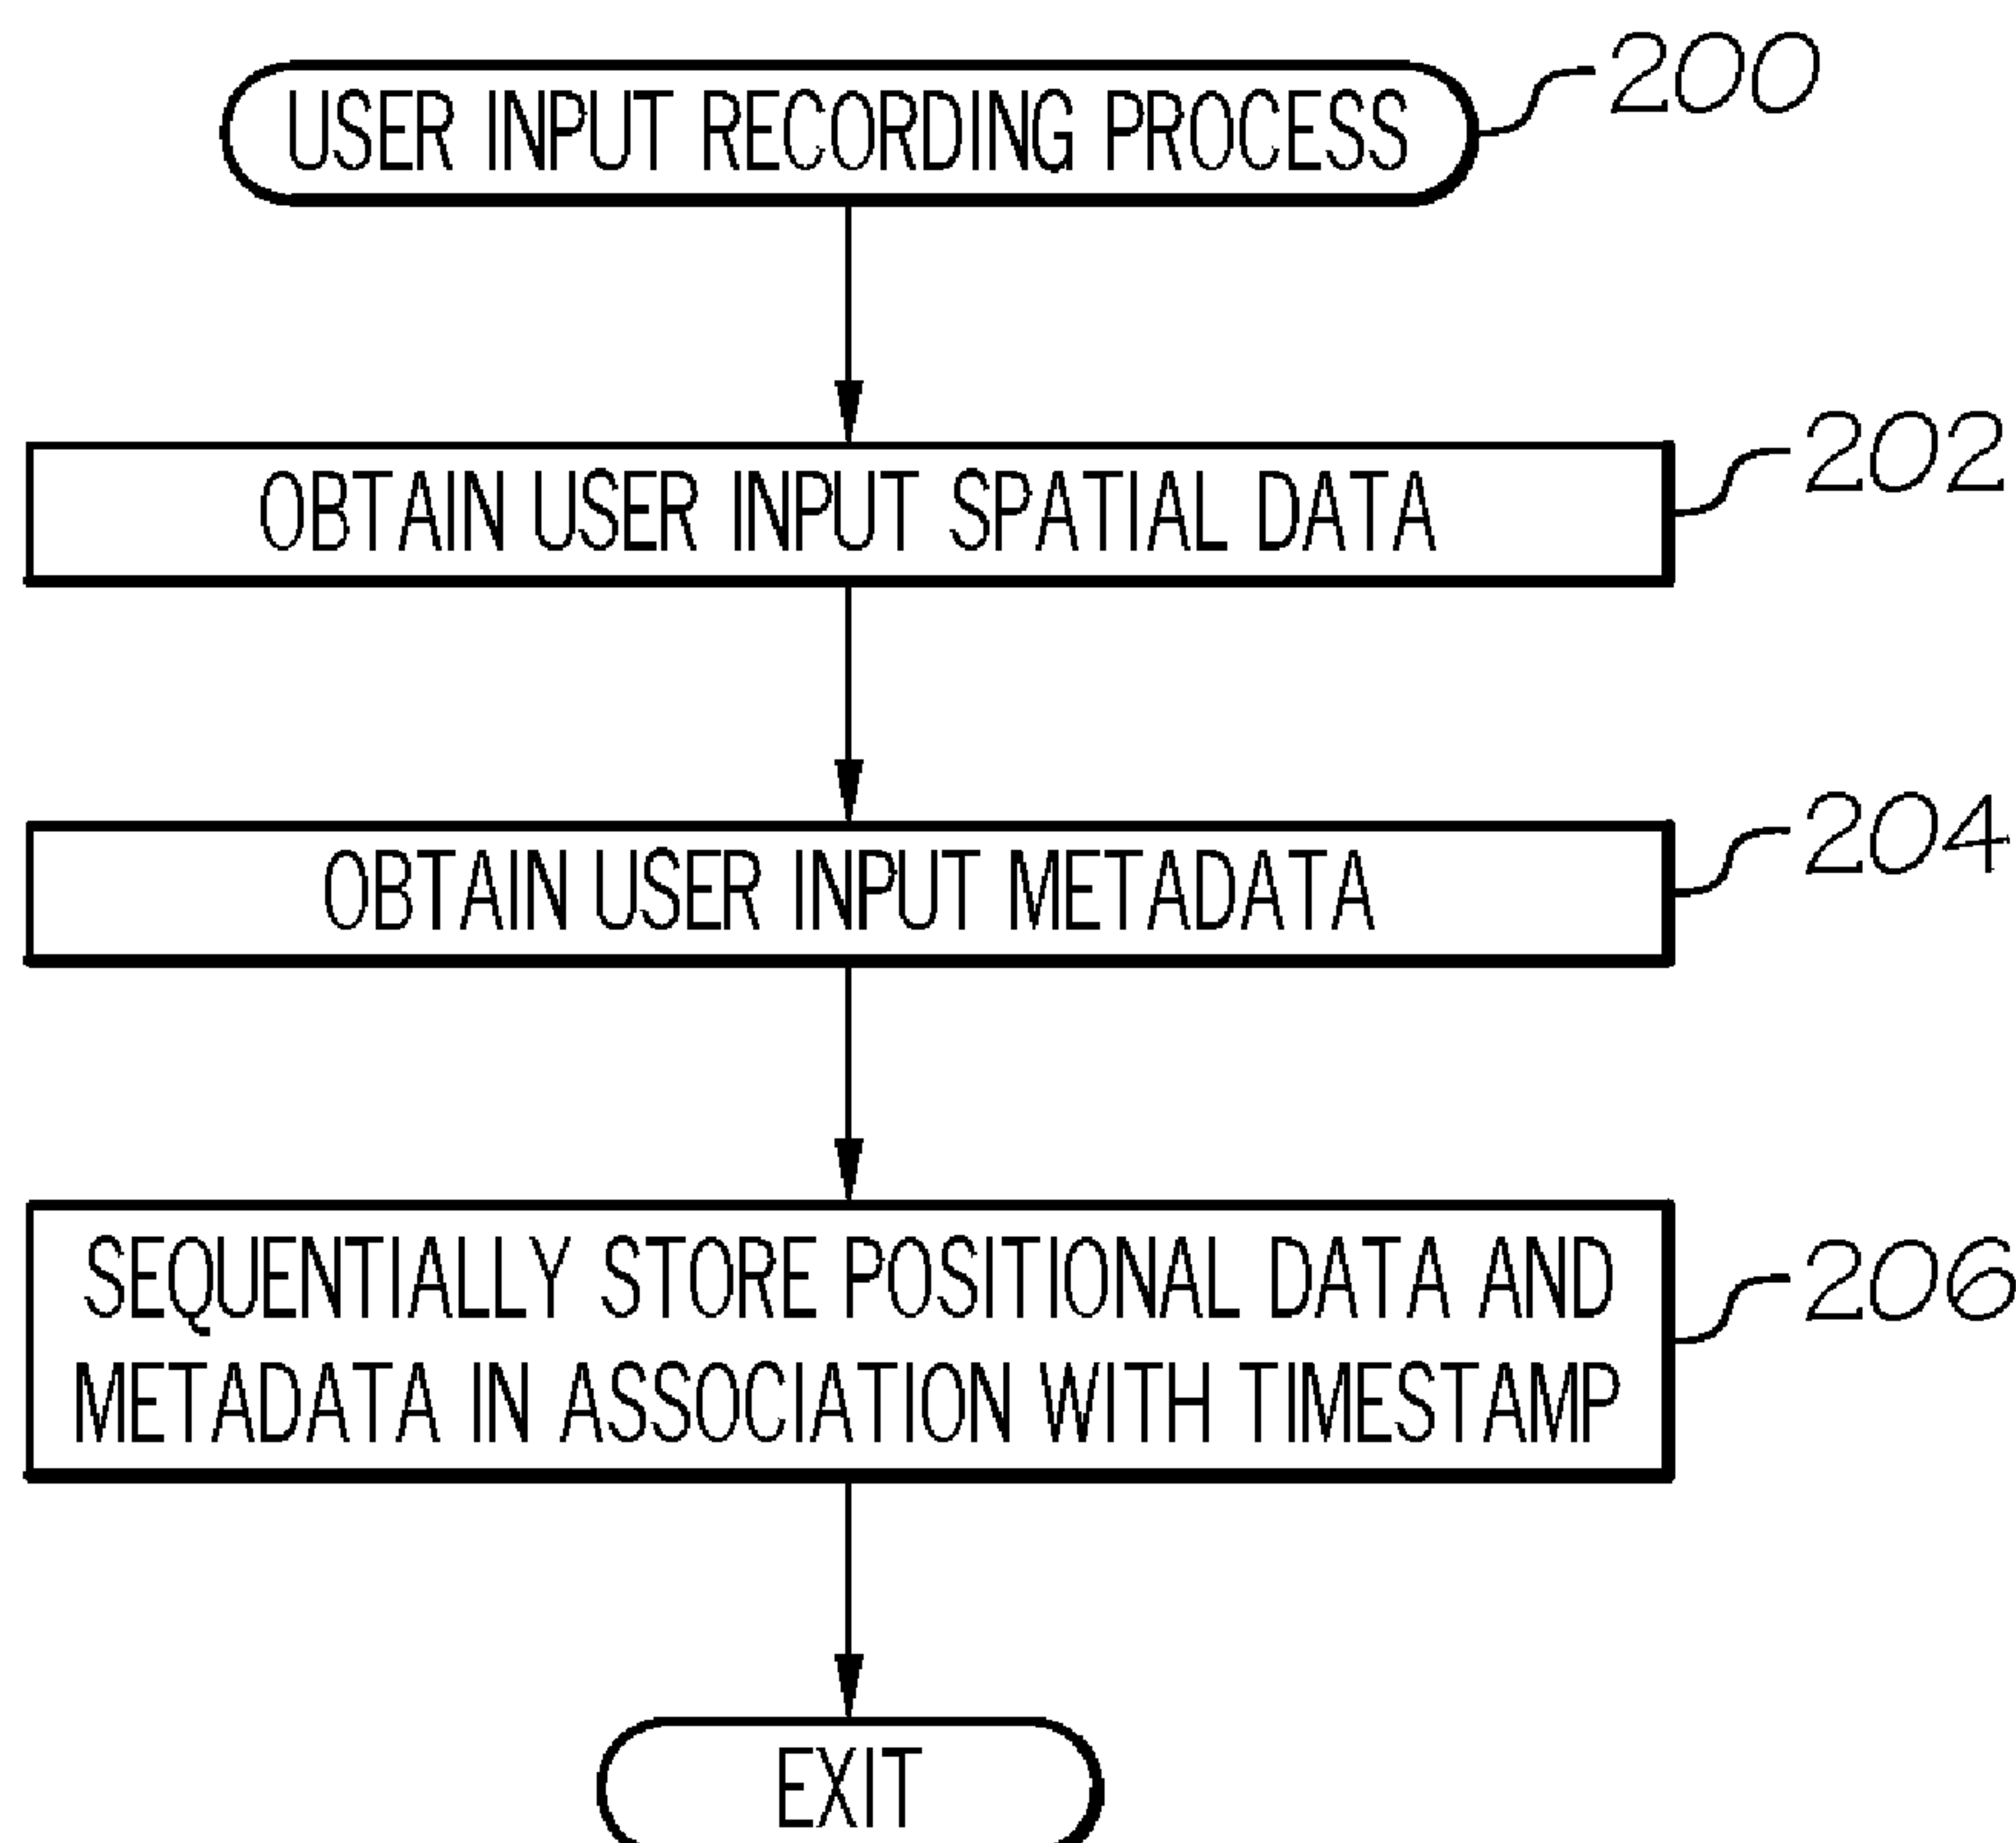 USER INPUT RECORDING PROCESS
200
OBTAIN USER INPUT SPATIAL DATA
202
OBTAIN USER INPUT METADATA
204
SEQUENTIALLY STORE POSITIONAL DATA AND
METADATA IN ASSOCIATION WITH TIMESTAMP
206
EXIT